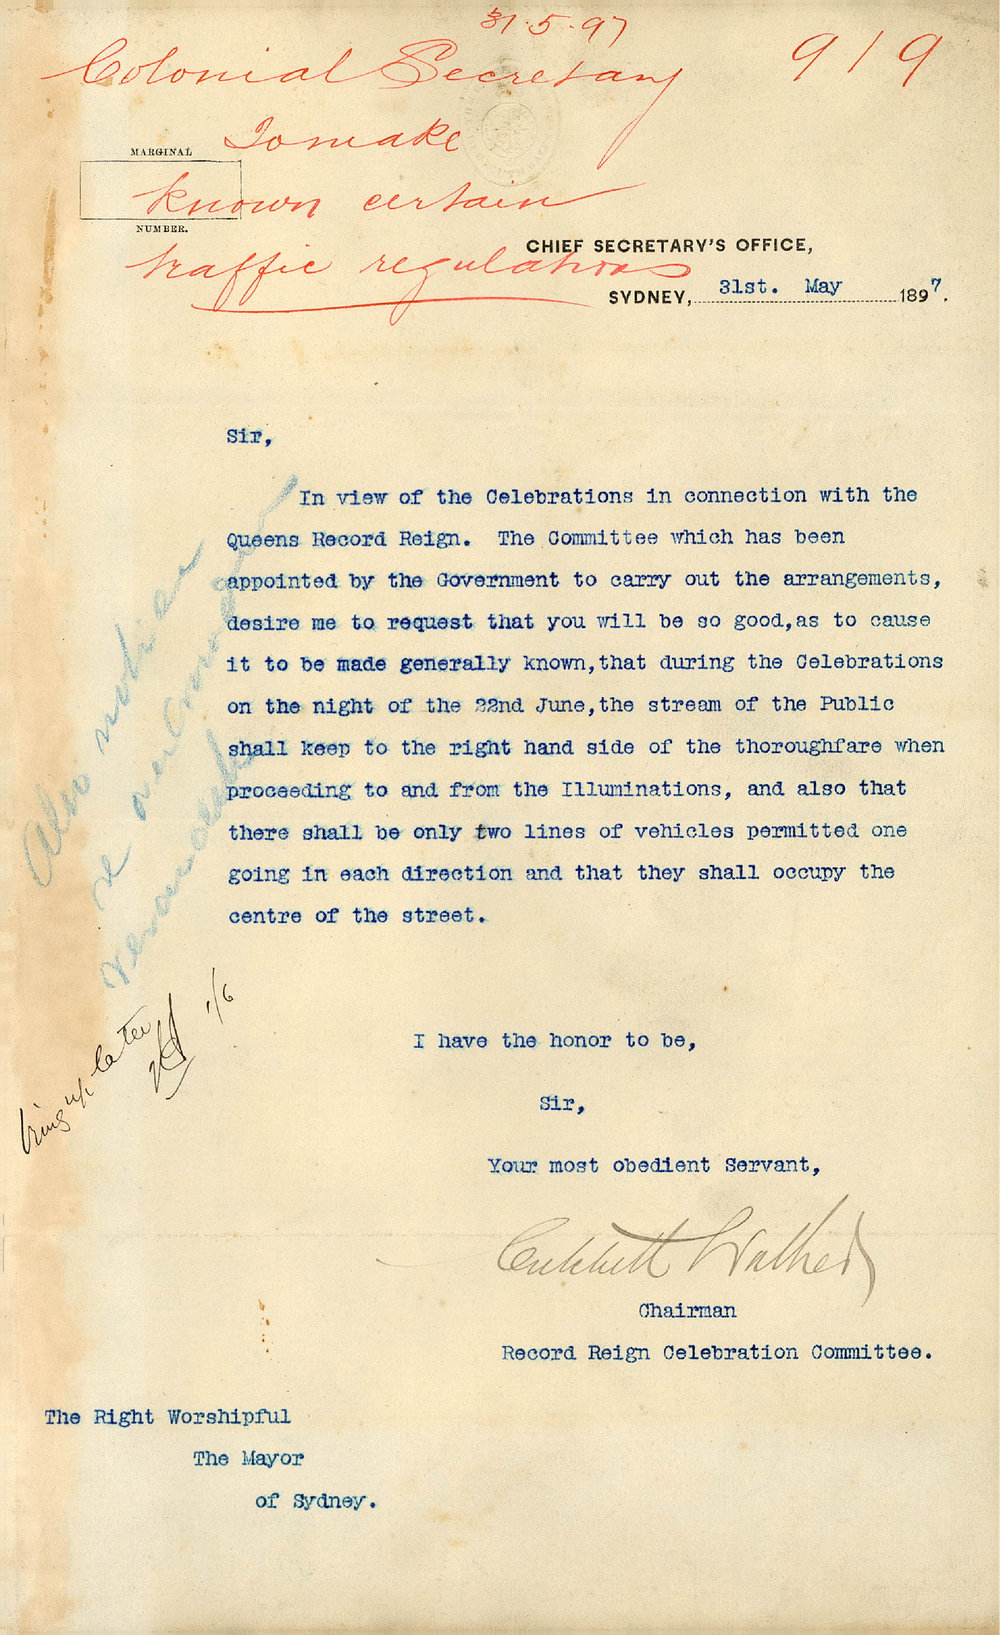 31.5.97
919
Colonial Secretary
To make
known certain
traffic regulations
MARGINAL
NUMBER.
CHIEF SECRETARY'S OFFICE,
SYDNEY, 31st. May 1897.
Sir,
In view of the Celebrations in connection with the
Queens Record Reign. The Committee which has been
appointed by the Government to carry out the arrangements,
desire me to request that you will be so good,as to cause
it to be made generally known,that during the Celebrations
on the night of the 22nd June,the stream of the Public
shall keep to the right hand side of the thoroughfare when
proceeding to and from the Illuminations, and also that
there shall be only two lines of vehicles permitted one
going in each direction and that they shall occupy the
centre of the street.
Also notices
re over
bring up later
1/6
I have the honor to be,
Sir,
Your most obedient Servant,
Critchett Walker
Chairman
Record Reign Celebration Committee.
The Right Worshipful
The Mayor
of Sydney.